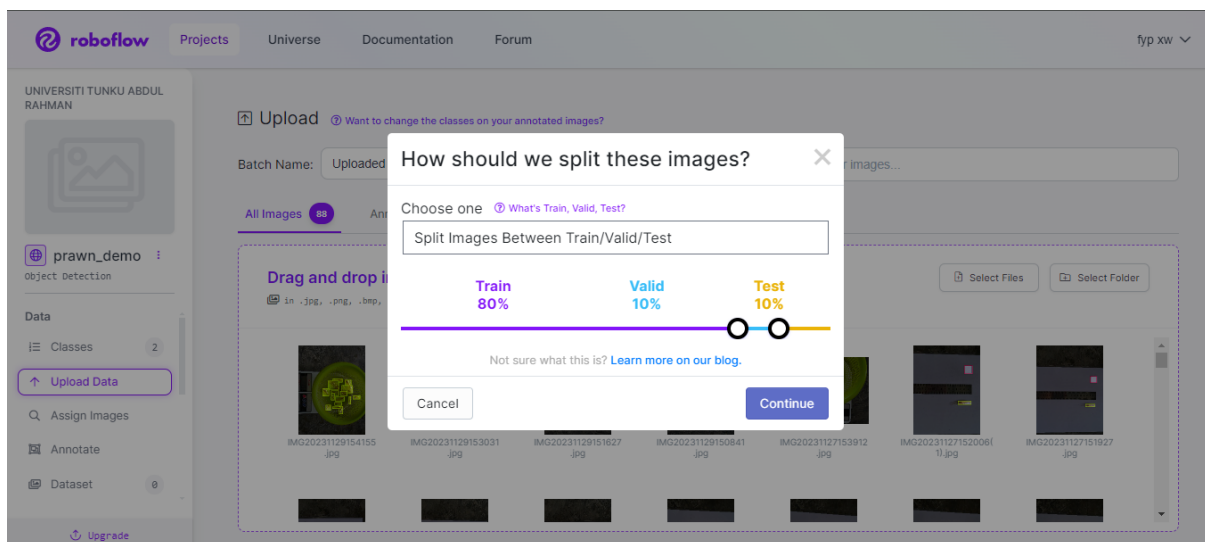 roboflow
Projects
Universe
Documentation
Forum
fyp xw
UNIVERSITI TUNKU ABDUL
RAHMAN
Upload
Want to change the classes on your annotated images?
Batch Name:
Uploaded
r images...
All Images 88
Ann
How should we split these images?
Choose one
What's Train, Valid, Test?
Split Images Between Train/Valid/Test
Train
80%
Valid
10%
Test
10%
Not sure what this is? Learn more on our blog.
Cancel
Continue
prawn_demo
Object Detection
Data
Classes 2
Upload Data
Assign Images
Annotate
Dataset 0
Upgrade
Drag and drop i
in .jpg, .png, .bmp,
Select Files
Select Folder
IMG20231129154155
.jpg
IMG20231129153031
.jpg
IMG20231129151627
.jpg
IMG20231129150841
.jpg
IMG20231127153912
.jpg
IMG20231127152006(
1).jpg
IMG20231127151927
.jpg